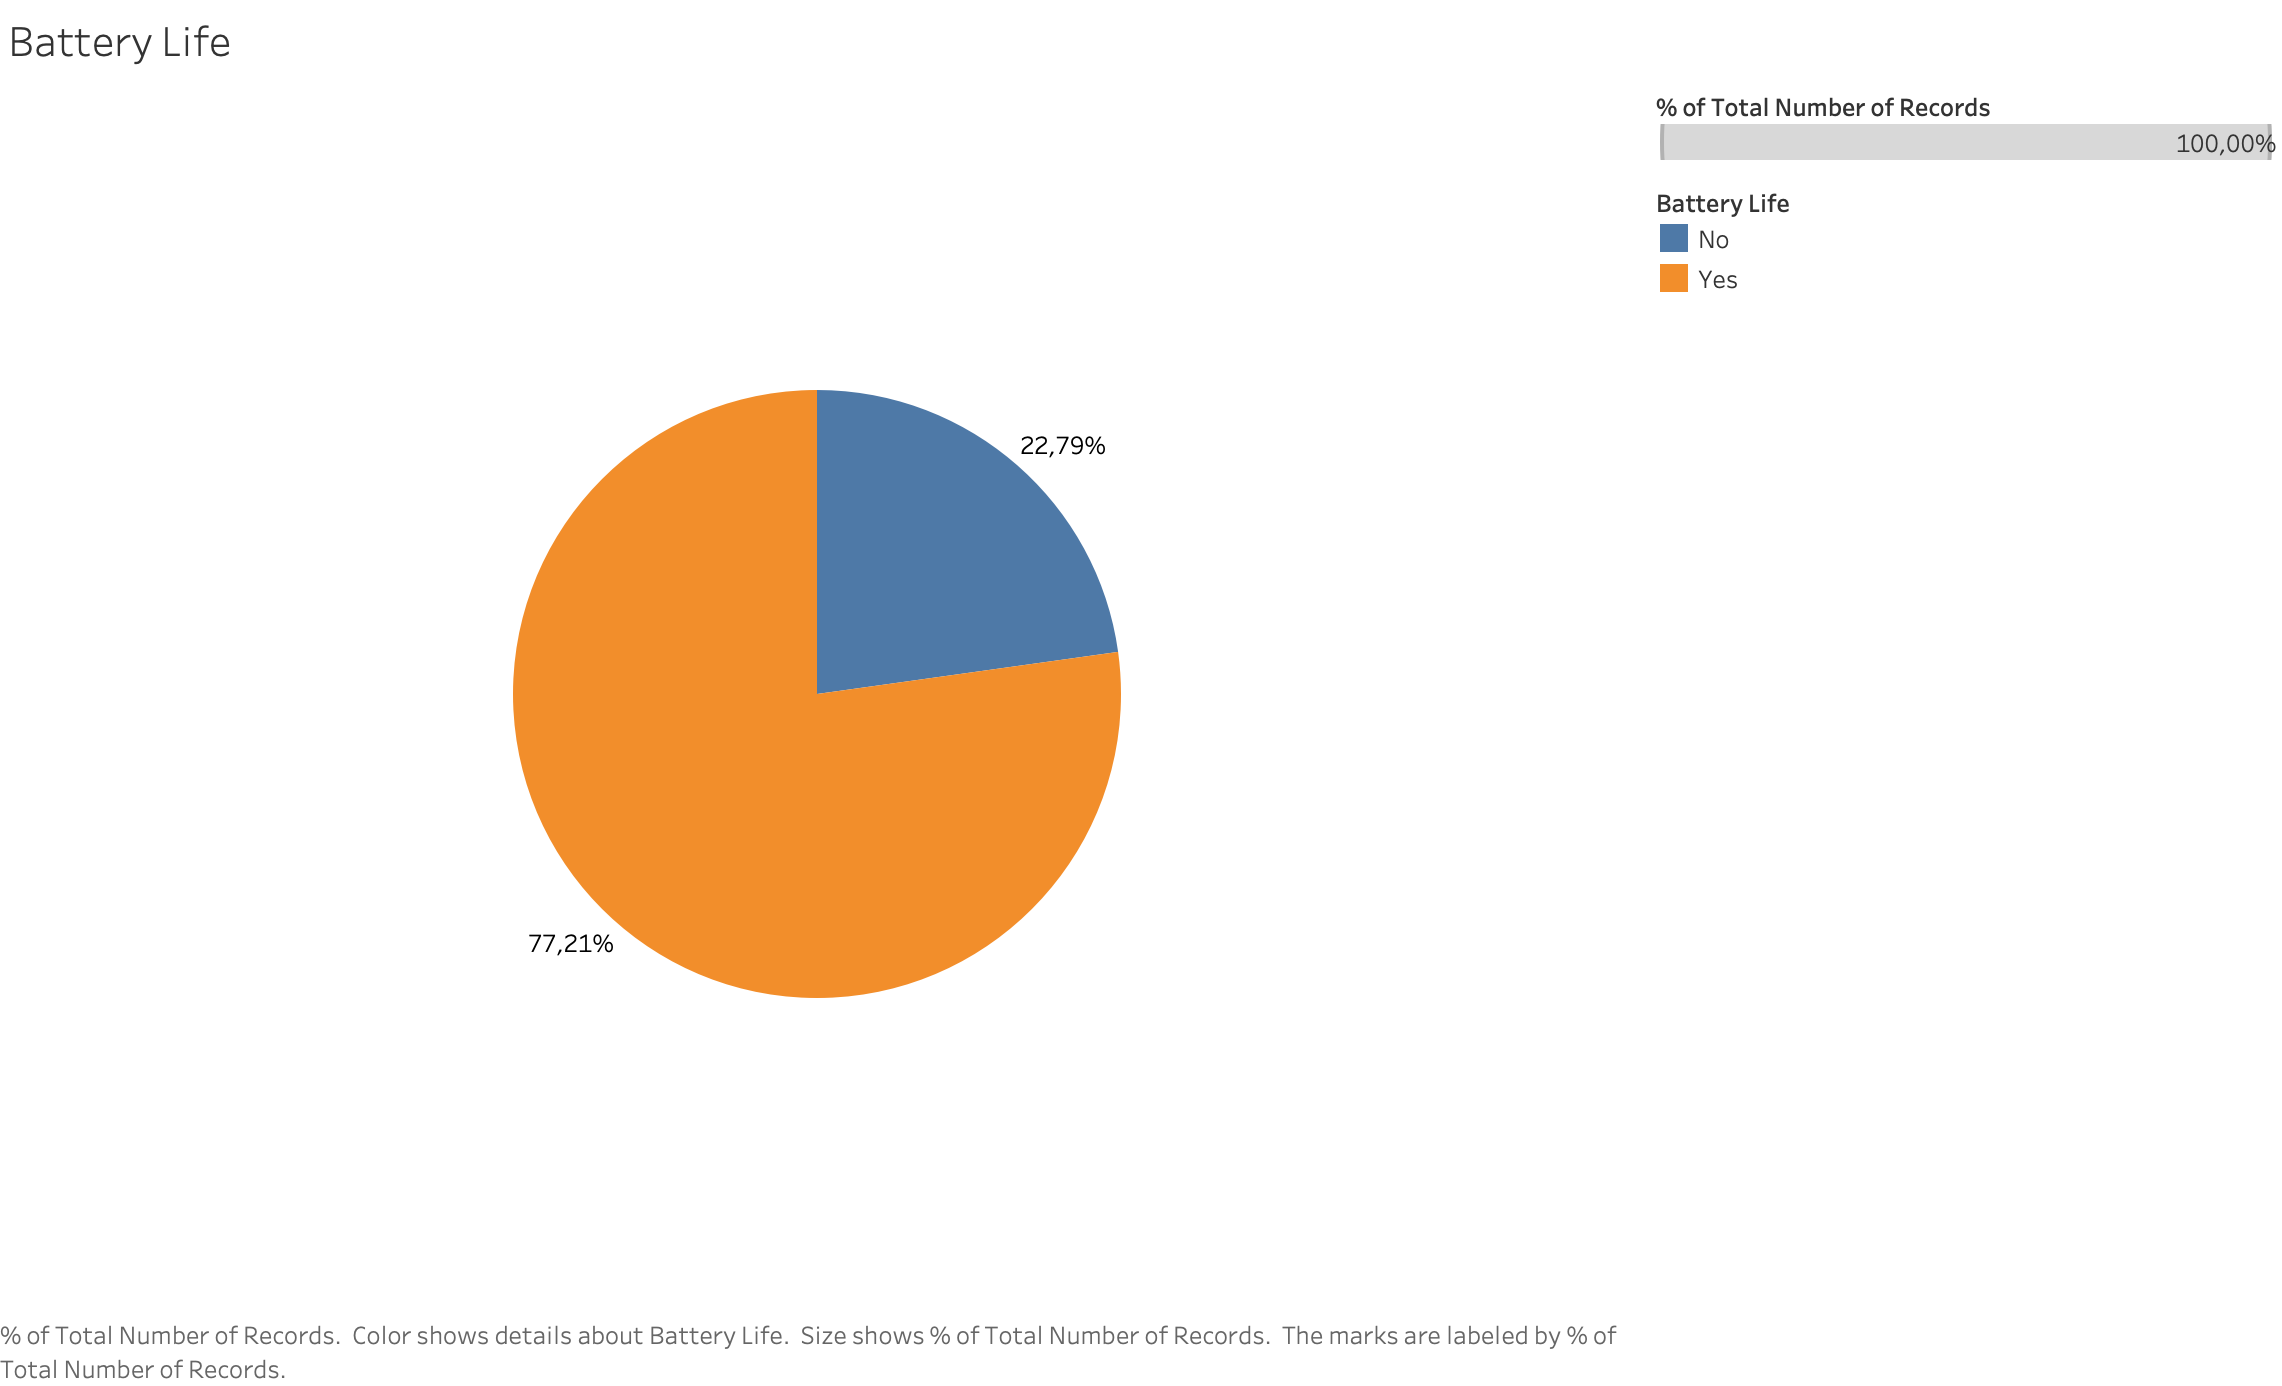 Battery Life
% of Total Number of Records
100,00%
Battery Life
No
Yes
22,79%
77,21%
% of Total Number of Records.  Color shows details about Battery Life.  Size shows % of Total Number of Records.  The marks are labeled by % of
Total Number of Records.